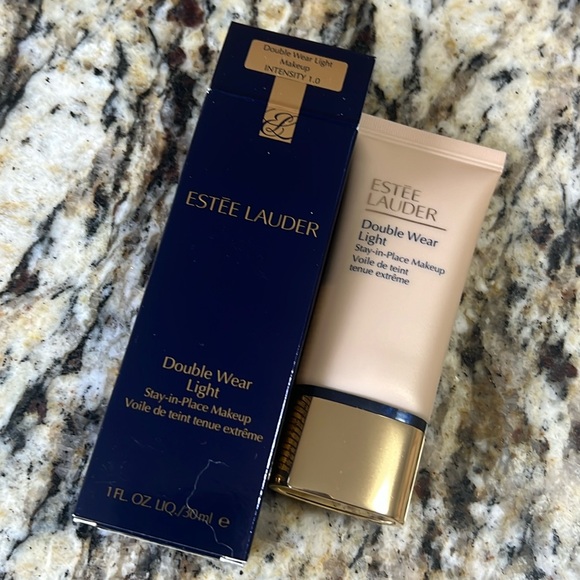 Double Wear Light
Makeup
INTENSITY 1.0
ESTĒE LAUDER
Double Wear
Light
Stay-in-Place Makeup
Voile de teint tenue extrême
1 FL. OZ. LIQ./30ml e
ESTĒE
LAUDER
Double Wear
Light
Stay-in-Place Makeup
Voile de teint
tenue extrême